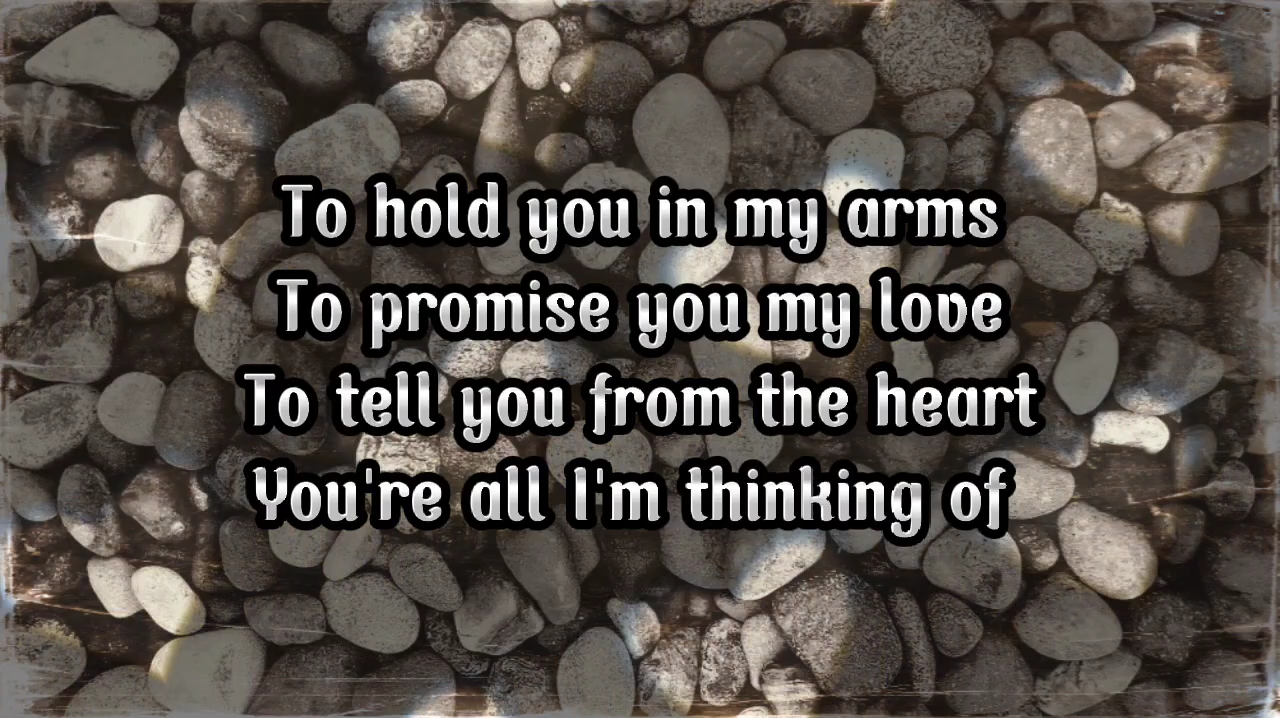 To hold you in my arms
To promise you my love
To tell you from the heart
You're all I'm thinking of